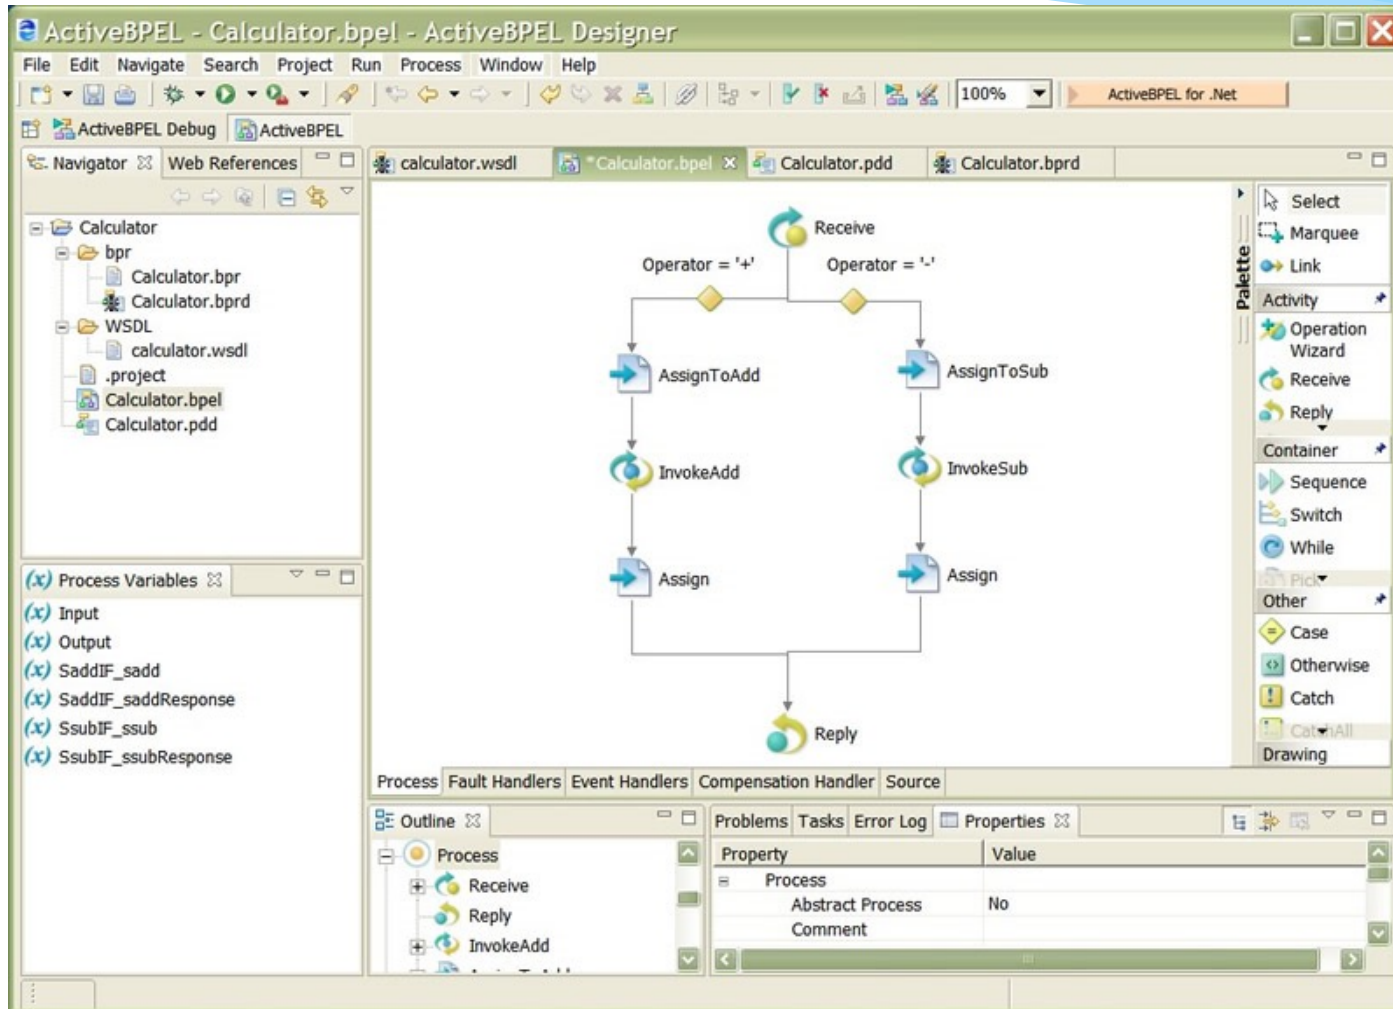 ActiveBPEL - Calculator.bpel - ActiveBPEL Designer
File Edit Navigate Search Project Run Process Window Help
100% ActiveBPEL for .Net
ActiveBPEL Debug ActiveBPEL
Navigator Web References
Calculator
bpr
Calculator.bpr
Calculator.bprd
WSDL
calculator.wsdl
.project
Calculator.bpel
Calculator.pdd
(x) Process Variables
(x) Input
(x) Output
(x) SaddIF_sadd
(x) SaddIF_saddResponse
(x) SsubIF_ssub
(x) SsubIF_ssubResponse
calculator.wsdl *Calculator.bpel Calculator.pdd Calculator.bprd
Receive
Operator = '+' Operator = '-'
AssignToAdd AssignToSub
InvokeAdd InvokeSub
Assign Assign
Reply
Process Fault Handlers Event Handlers Compensation Handler Source
Palette
Select
Marquee
Link
Activity
Operation
Wizard
Receive
Reply
Container
Sequence
Switch
While
Pick
Other
Case
Otherwise
Catch
CatchAll
Drawing
Outline
Process
Receive
Reply
InvokeAdd
Problems Tasks Error Log Properties
Property Value
Process
Abstract Process No
Comment